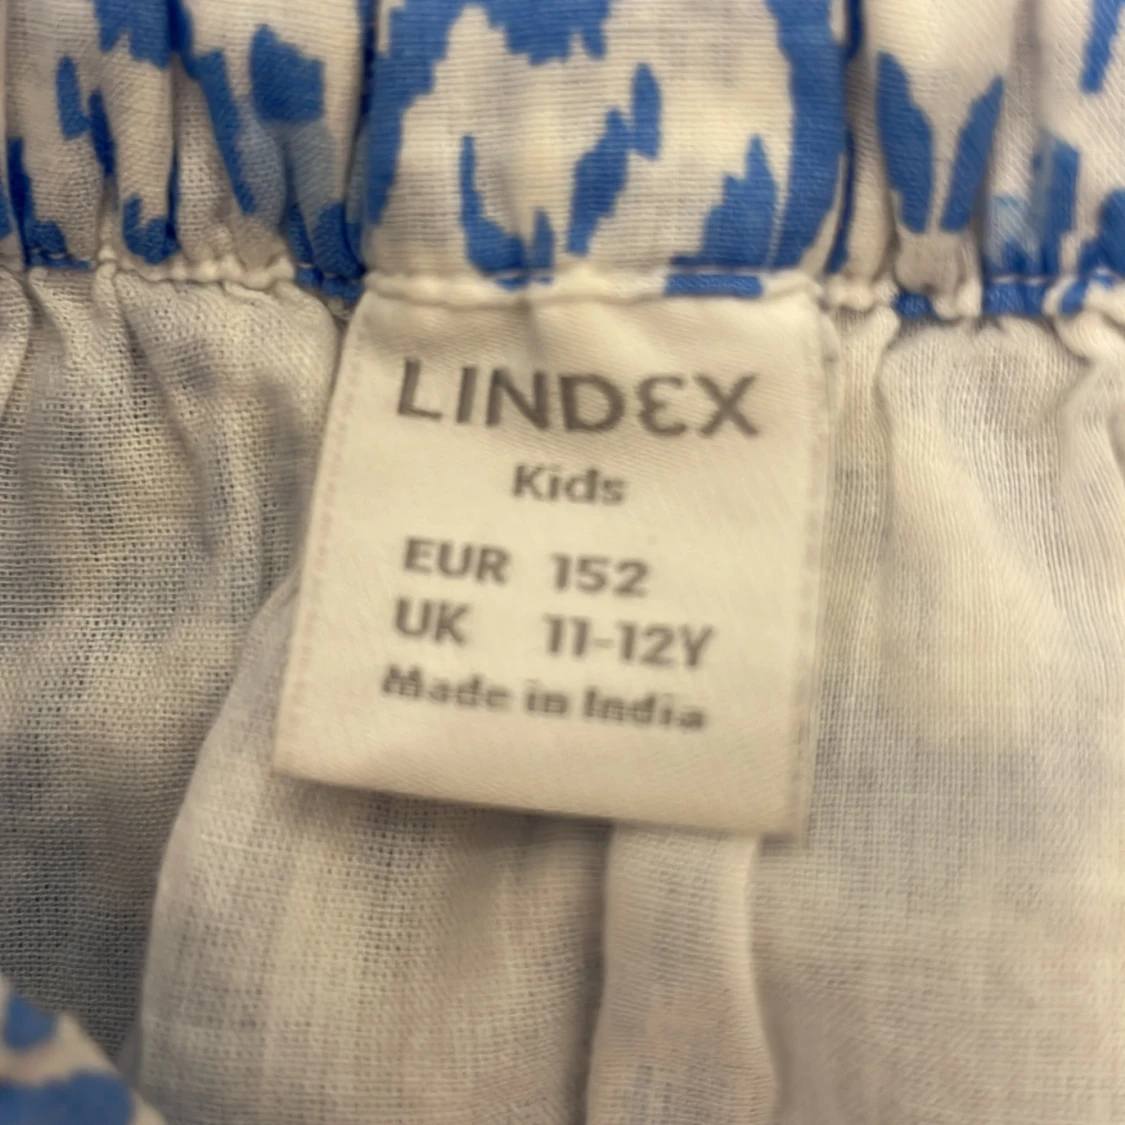 LINDEX
Kids
EUR 152
UK 11-12Y
Made in India